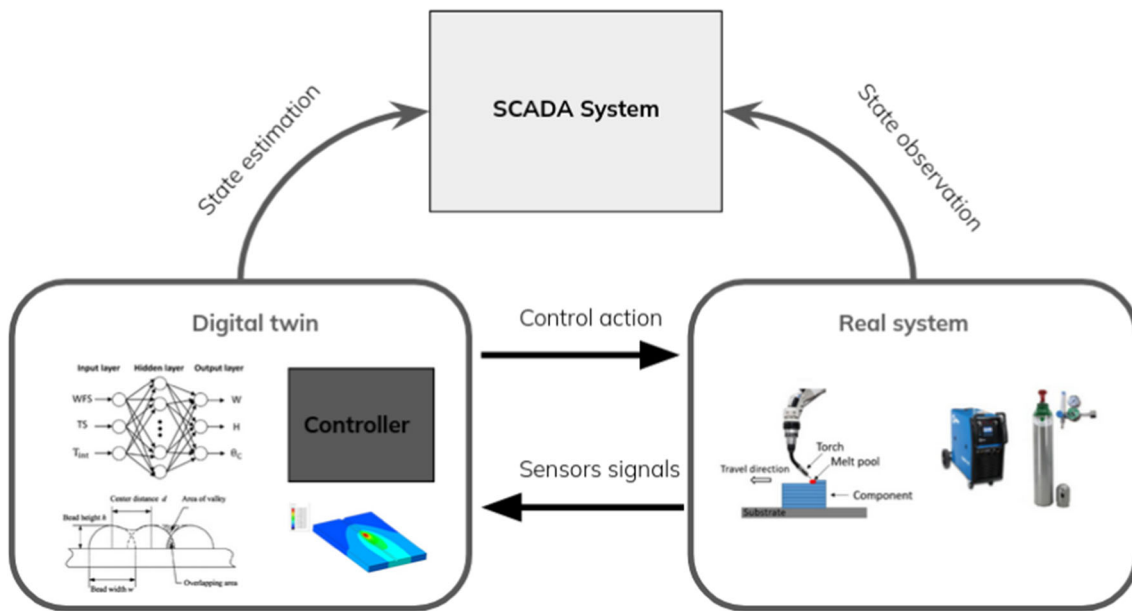 SCADA System
State estimation
State observation
Digital twin
Input layer
Hidden layer
Output layer
WFS
TS
T_int
W
H
θ_C
Controller
Center distance d
Area of valley
Bead height h
Bead width w
Overlapping area
Control action
Sensors signals
Real system
Torch
Melt pool
Travel direction
Component
Substrate